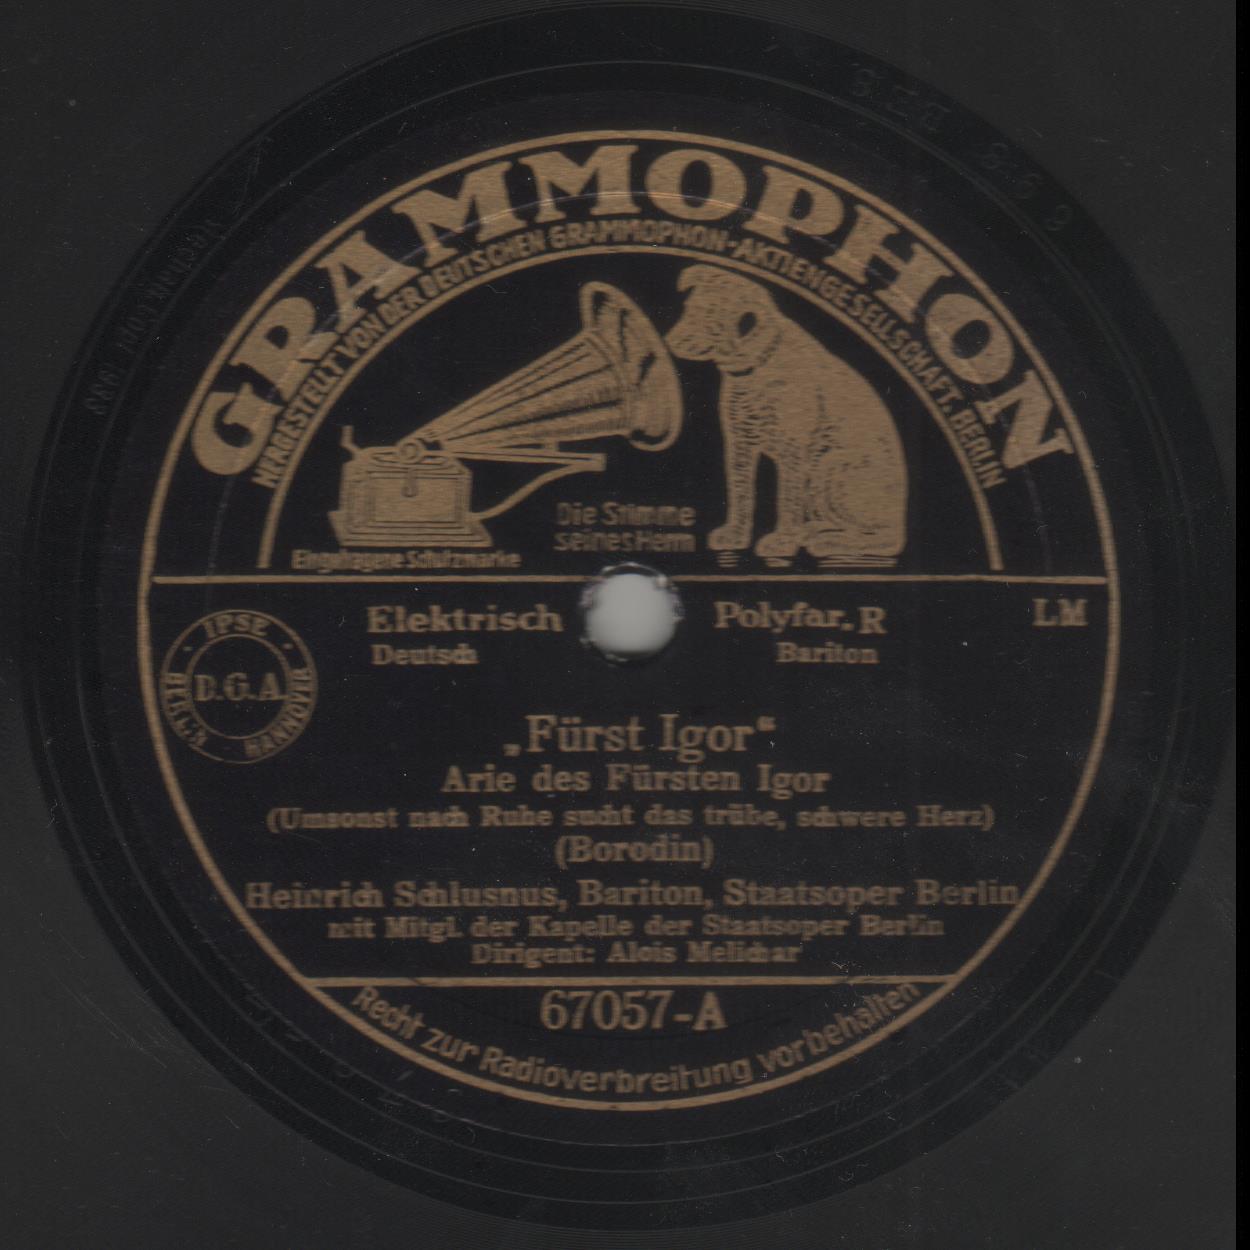 GRAMMOPHON
HERGESTELLT VON DER DEUTSCHEN GRAMMOPHON-AKTIENGESELLSCHAFT. BERLIN
Die Stimme
seines Herrn
Eingetragene Schutzmarke
Elektrisch Polyfar. R LM
Deutsch Bariton
IPSE
D.G.A.
BERLIN HANNOVER
„Fürst Igor“
Arie des Fürsten Igor
(Umsonst nach Ruhe sucht das trübe, schwere Herz)
(Borodin)
Heinrich Schlusnus, Bariton, Staatsoper Berlin
mit Mitgl. der Kapelle der Staatsoper Berlin
Dirigent: Alois Melichar
67057-A
Recht zur Radioverbreitung vorbehalten